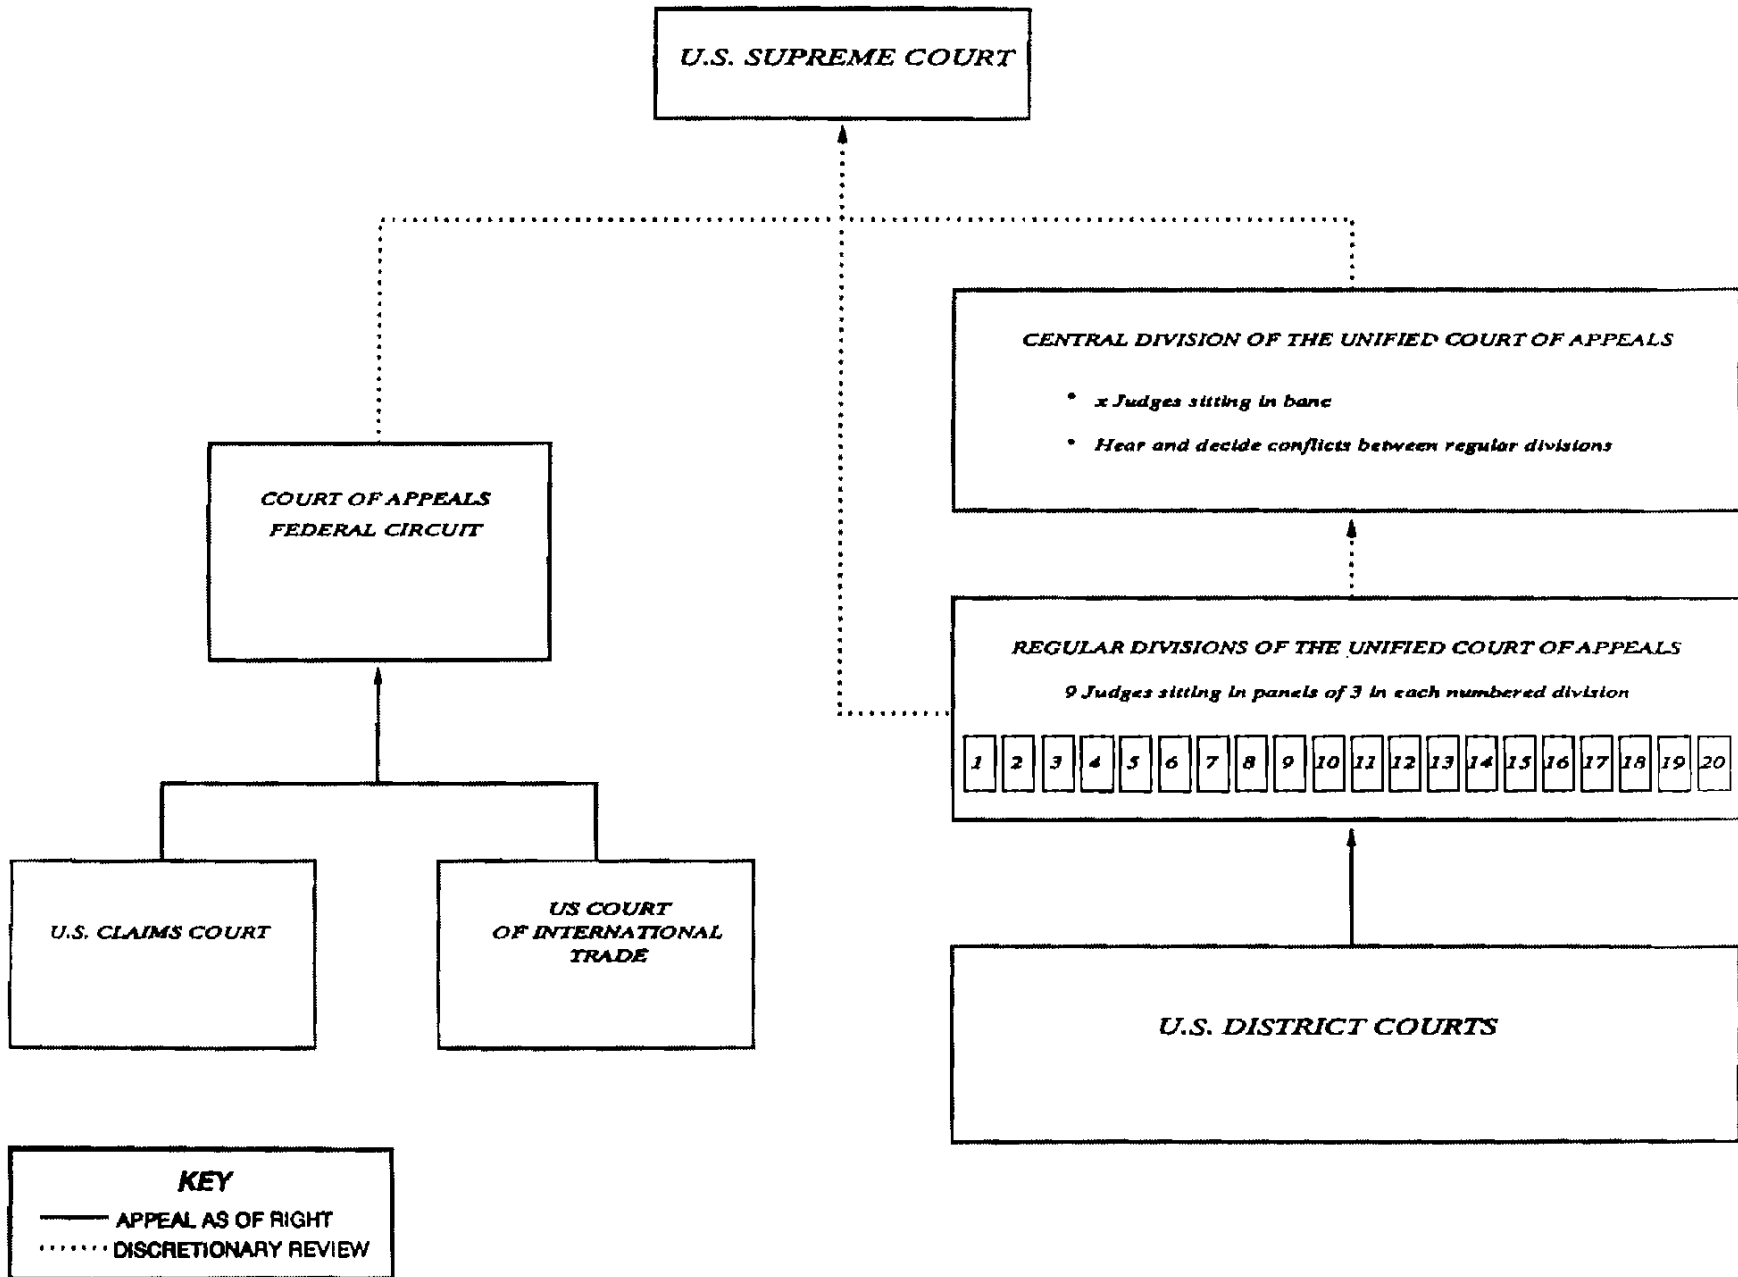 U.S. SUPREME COURT
CENTRAL DIVISION OF THE UNIFIED COURT OF APPEALS
• x Judges sitting in banc
• Hear and decide conflicts between regular divisions
COURT OF APPEALS
FEDERAL CIRCUIT
REGULAR DIVISIONS OF THE UNIFIED COURT OF APPEALS
9 Judges sitting in panels of 3 in each numbered division
1 2 3 4 5 6 7 8 9 10 11 12 13 14 15 16 17 18 19 20
U.S. CLAIMS COURT
US COURT
OF INTERNATIONAL
TRADE
U.S. DISTRICT COURTS
KEY
APPEAL AS OF RIGHT
DISCRETIONARY REVIEW